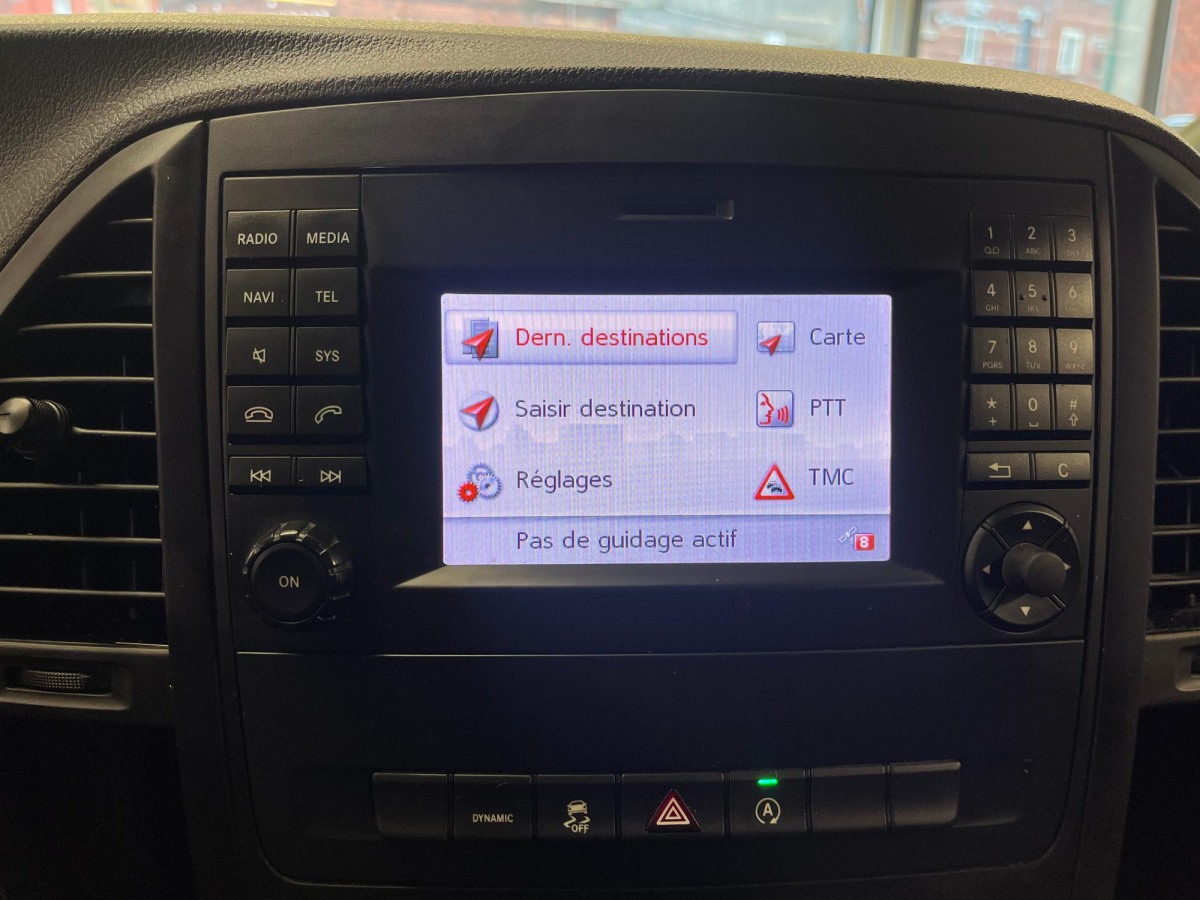 RADIO MEDIA
NAVI TEL
SYS
ON
Dern. destinations Carte
Saisir destination PTT
Réglages TMC
Pas de guidage actif 8
1 2 3
QD ABC
4 5 6
GHI JKL
7 8 9
PQRS TUV WXYZ
* 0 #
+
C
DYNAMIC OFF A